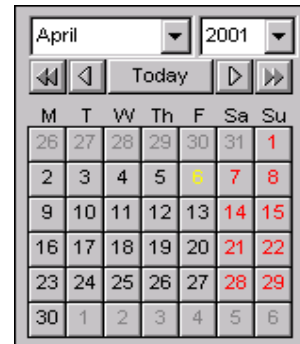 April 2001
Today
M T W Th F Sa Su
26 27 28 29 30 31 1
2 3 4 5 6 7 8
9 10 11 12 13 14 15
16 17 18 19 20 21 22
23 24 25 26 27 28 29
30 1 2 3 4 5 6